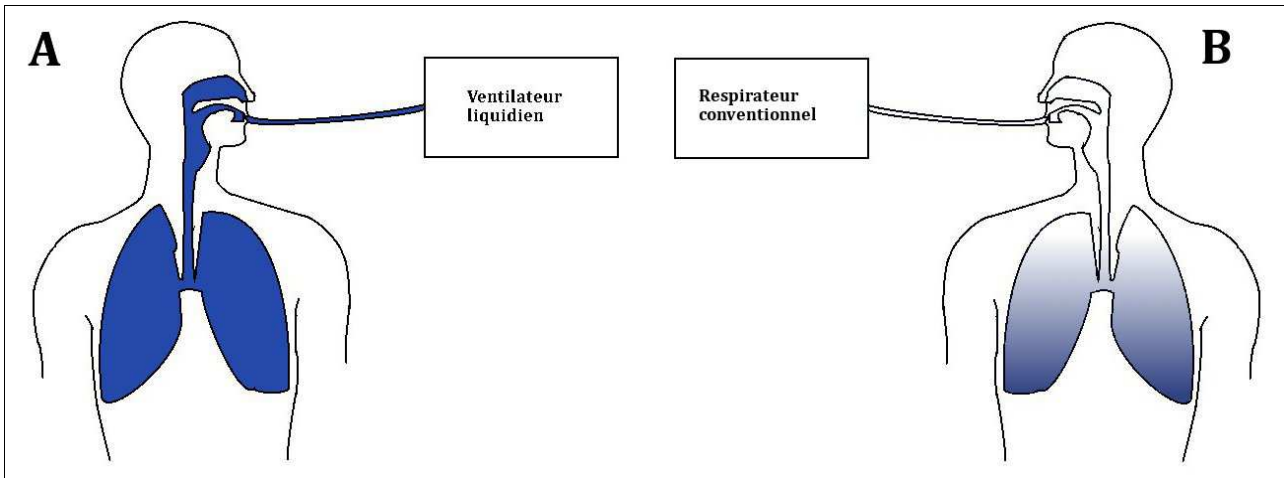 A
Ventilateur
liquidien
Respirateur
conventionnel
B